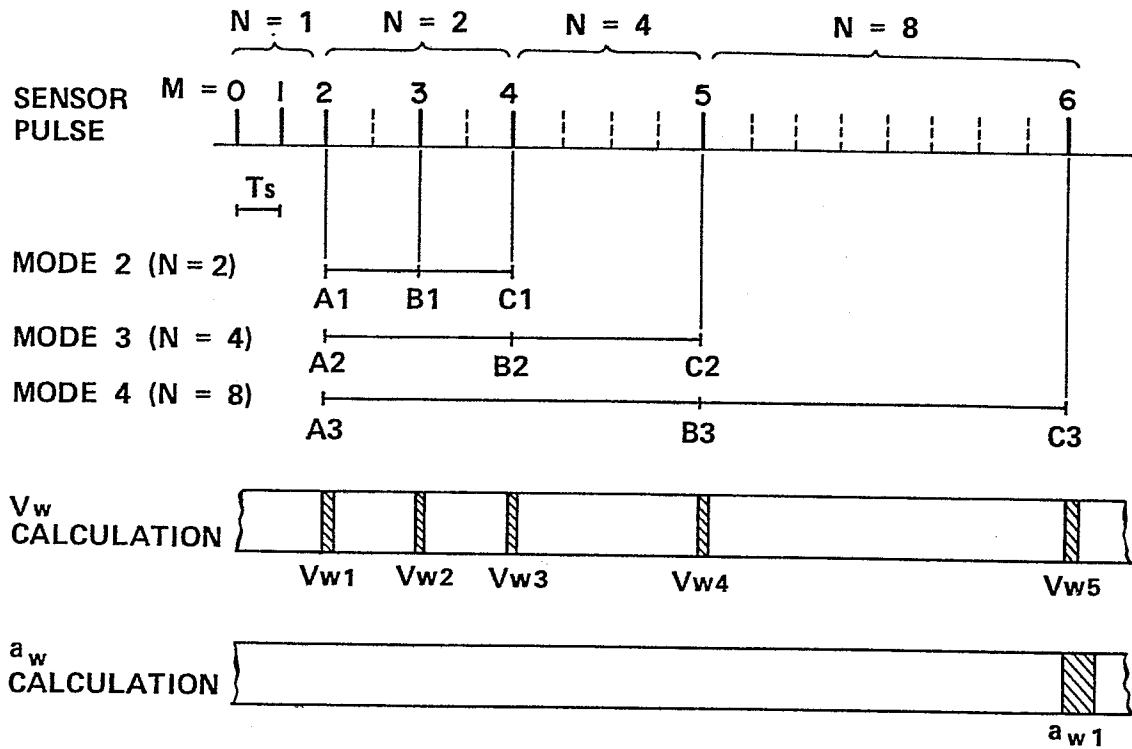 N = 1 N = 2 N = 4 N = 8
SENSOR PULSE M = 0 1 2 3 4 5 6
Ts
MODE 2 (N = 2)
A1 B1 C1
MODE 3 (N = 4)
A2 B2 C2
MODE 4 (N = 8)
A3 B3 C3
Vw CALCULATION
Vw1 Vw2 Vw3 Vw4 Vw5
aw CALCULATION
aw1